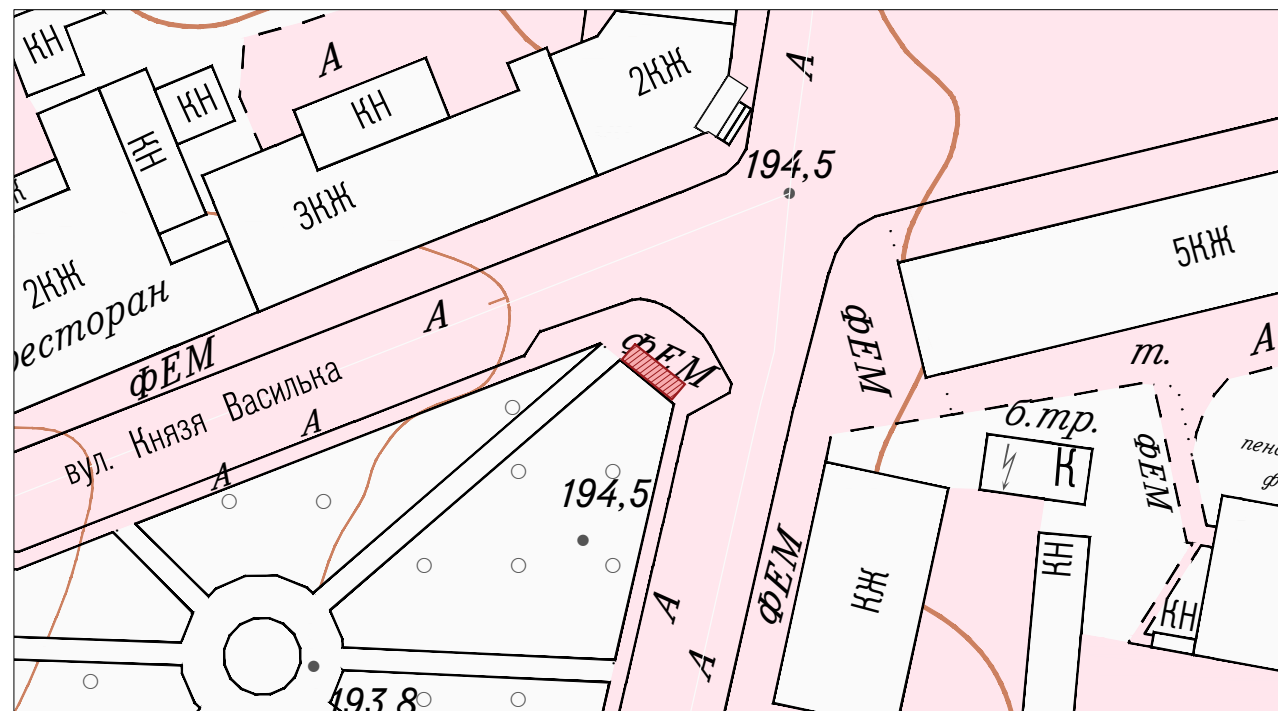 КН
А
2КЖ
А
КН
КН
КН
194,5
3КЖ
5КЖ
2КЖ
ресторан
А
ФЕМ
ФЕМ
ФЕМ
т.
А
вул. Князя Василька
А
б.тр.
К
ФЕМ
А
194,5
ФЕМ
КН
КЖ
А
КН
А
193,8